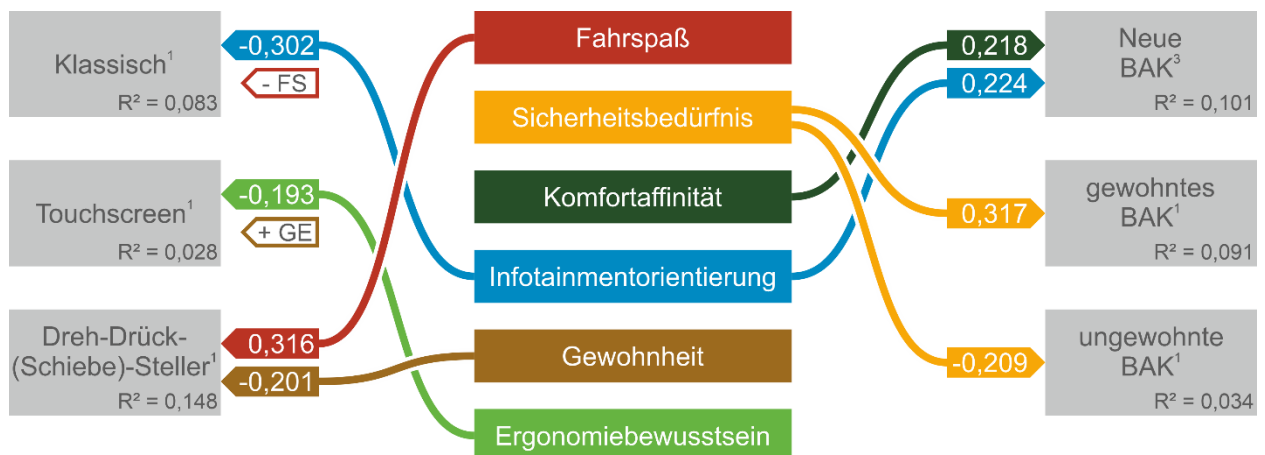 Klassisch¹
R² = 0,083
-0,302
- FS
Touchscreen¹
R² = 0,028
-0,193
+ GE
Dreh-Drück-
(Schiebe)-Steller¹
R² = 0,148
0,316
-0,201
Fahrspaß
Sicherheitsbedürfnis
Komfortaffinität
Infotainmentorientierung
Gewohnheit
Ergonomiebewusstsein
0,218
0,224
Neue
BAK³
R² = 0,101
0,317
gewohntes
BAK¹
R² = 0,091
-0,209
ungewohnte
BAK¹
R² = 0,034